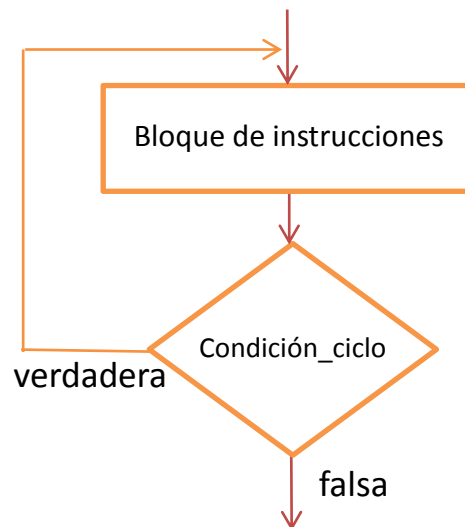 Bloque de instrucciones
Condición_ciclo
verdadera
falsa